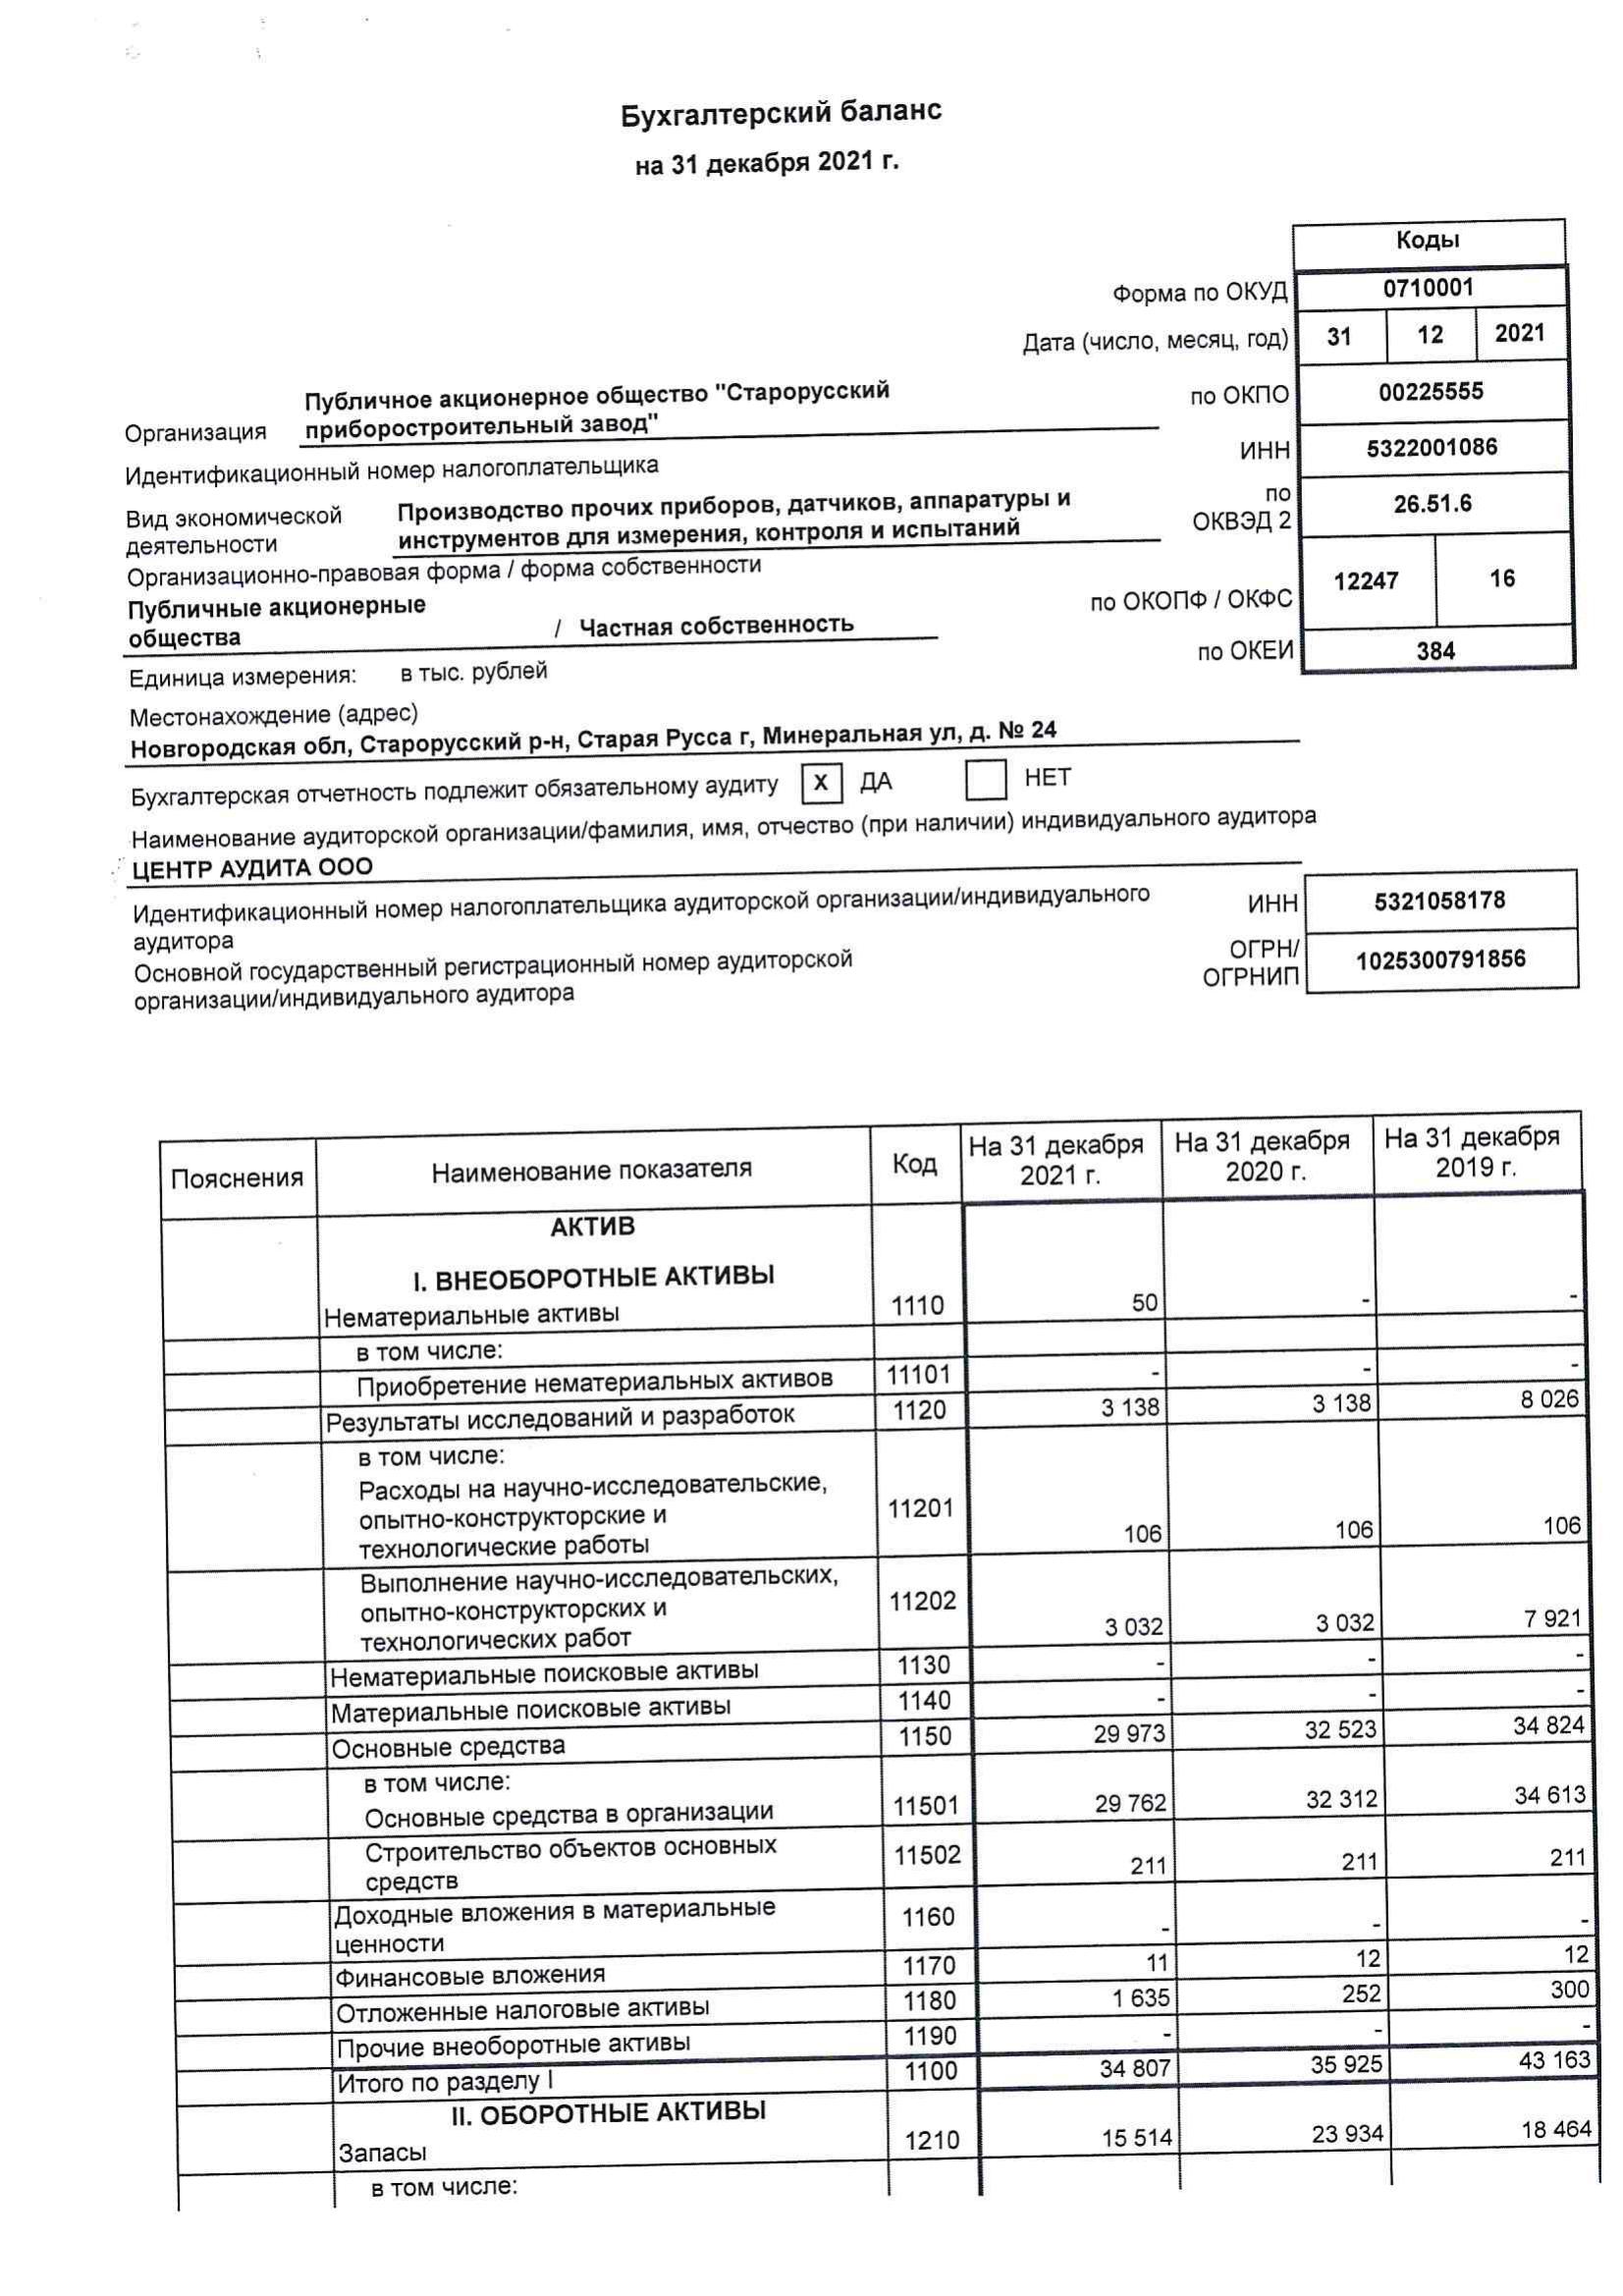 Бухгалтерский баланс
на 31 декабря 2021 г.
Коды
Форма по ОКУД 0710001
Дата (число, месяц, год) 31 12 2021
Организация Публичное акционерное общество "Старорусский
приборостроительный завод" по ОКПО 00225555
Идентификационный номер налогоплательщика ИНН 5322001086
Вид экономической
деятельности
Производство прочих приборов, датчиков, аппаратуры и
инструментов для измерения, контроля и испытаний
по
ОКВЭД 2
26.51.6
Организационно-правовая форма / форма собственности
Публичные акционерные
общества / Частная собственность по ОКОПФ / ОКФС 12247 16
Единица измерения: в тыс. рублей по ОКЕИ 384
Местонахождение (адрес)
Новгородская обл, Старорусский р-н, Старая Русса г, Минеральная ул, д. № 24
Бухгалтерская отчетность подлежит обязательному аудиту X ДА НЕТ
Наименование аудиторской организации/фамилия, имя, отчество (при наличии) индивидуального аудитора
ЦЕНТР АУДИТА ООО
Идентификационный номер налогоплательщика аудиторской организации/индивидуального
аудитора
ИНН 5321058178
Основной государственный регистрационный номер аудиторской
организации/индивидуального аудитора
ОГРН/
ОГРНИП
1025300791856
Пояснения Наименование показателя Код На 31 декабря
2021 г. На 31 декабря
2020 г. На 31 декабря
2019 г.
АКТИВ
I. ВНЕОБОРОТНЫЕ АКТИВЫ
Нематериальные активы 1110 50 - -
в том числе:
Приобретение нематериальных активов 11101 - - -
Результаты исследований и разработок 1120 3 138 3 138 8 026
в том числе:
Расходы на научно-исследовательские,
опытно-конструкторские и
технологические работы 11201 106 106 106
Выполнение научно-исследовательских,
опытно-конструкторских и
технологических работ 11202 3 032 3 032 7 921
Нематериальные поисковые активы 1130 - - -
Материальные поисковые активы 1140 - - -
Основные средства 1150 29 973 32 523 34 824
в том числе:
Основные средства в организации 11501 29 762 32 312 34 613
Строительство объектов основных
средств 11502 211 211 211
Доходные вложения в материальные
ценности 1160 - - -
Финансовые вложения 1170 11 12 12
Отложенные налоговые активы 1180 1 635 252 300
Прочие внеоборотные активы 1190 - - -
Итого по разделу I 1100 34 807 35 925 43 163
II. ОБОРОТНЫЕ АКТИВЫ
Запасы 1210 15 514 23 934 18 464
в том числе: